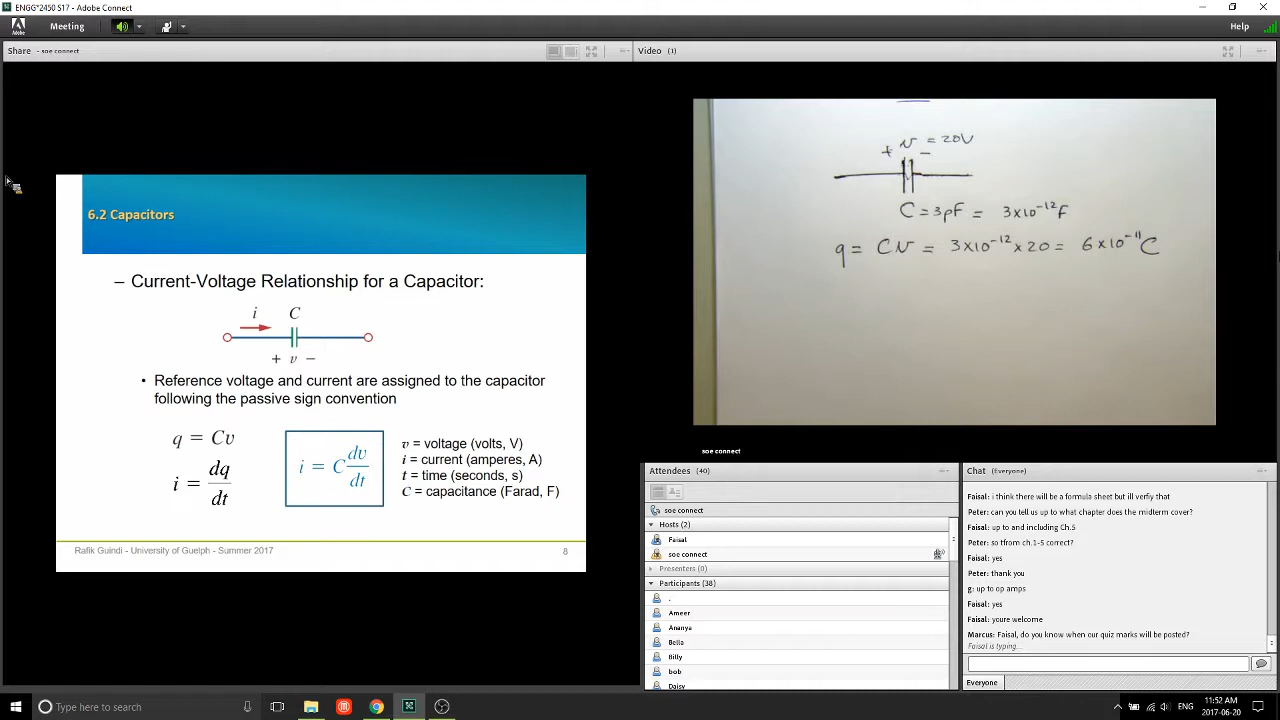 ENGG*2450 S17 - Adobe Connect
Meeting
Help
Share - soe connect
Video (1)
6.2 Capacitors
– Current-Voltage Relationship for a Capacitor:
i C
+ v −
• Reference voltage and current are assigned to the capacitor
following the passive sign convention
q = Cv
i = dq/dt
i = C dv/dt
v = voltage (volts, V)
i = current (amperes, A)
t = time (seconds, s)
C = capacitance (Farad, F)
Rafik Guindi - University of Guelph - Summer 2017
8
+ v = 20V −
C = 3pF = 3x10⁻¹²F
q = Cv = 3x10⁻¹² x 20 = 6x10⁻¹¹C
soe connect
Attendees (40)
soe connect
Hosts (2)
Faisal
soe connect
Presenters (0)
Participants (38)
.
Ameer
Ananya
Bella
Billy
bob
Daisy
Chat (Everyone)
Faisal: i think there will be a formula sheet but ill verfiy that
Peter: can you tell us up to what chapter does the midterm cover?
Faisal: up to and including Ch.5
Peter: so tfrom ch.1-5 correct?
Faisal: yes
Peter: thank you
g: up to op amps
Faisal: yes
Faisal: youre welcome
Marcus: Faisal, do you know when our quiz marks will be posted?
Faisal is typing...
Everyone
Type here to search
ENG
11:52 AM
2017-06-20